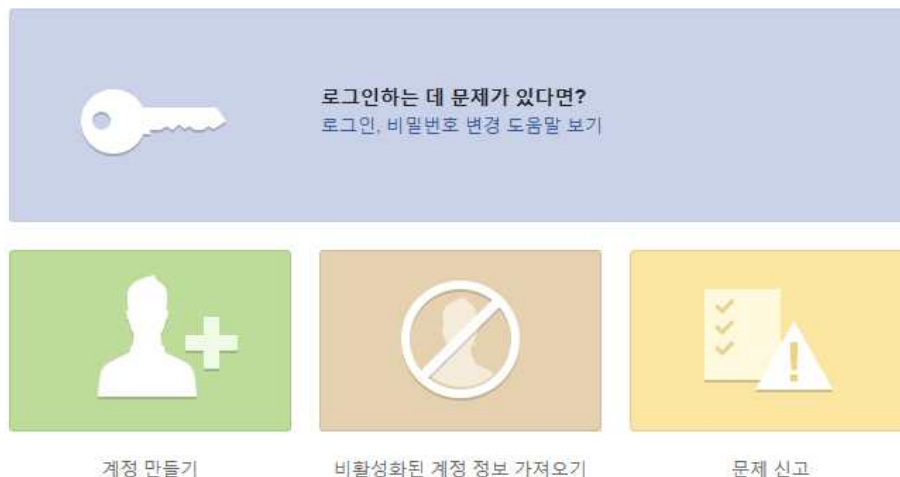 로그인하는 데 문제가 있다면?
로그인, 비밀번호 변경 도움말 보기
계정 만들기
비활성화된 계정 정보 가져오기
문제 신고